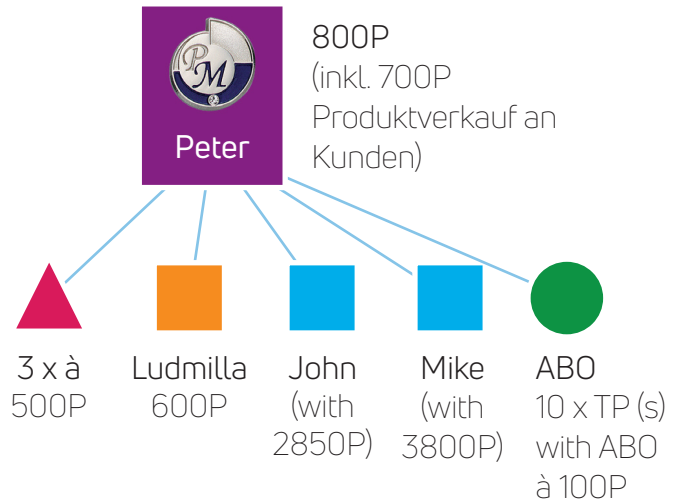 PM
Peter
800P
(inkl. 700P
Produktverkauf an
Kunden)
3 x à
500P
Ludmilla
600P
John
(with
2850P)
Mike
(with
3800P)
ABO
10 x TP (s)
with ABO
à 100P